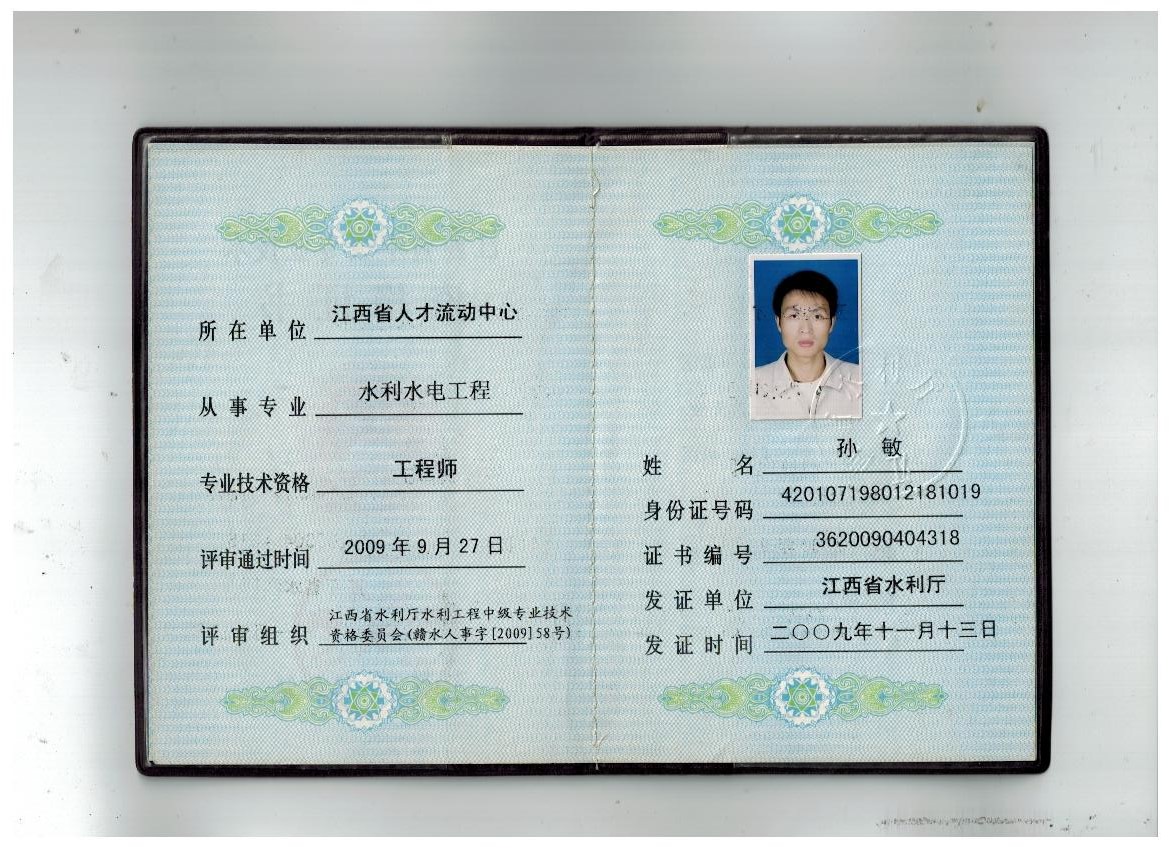 所在单位 江西省人才流动中心
从事专业 水利水电工程
专业技术资格 工程师
评审通过时间 2009年9月27日
评审组织 江西省水利厅水利工程中级专业技术
资格委员会(赣水人事字[2009]58号)
姓名 孙敏
身份证号码 420107198012181019
证书编号 3620090404318
发证单位 江西省水利厅
发证时间 二〇〇九年十一月十三日